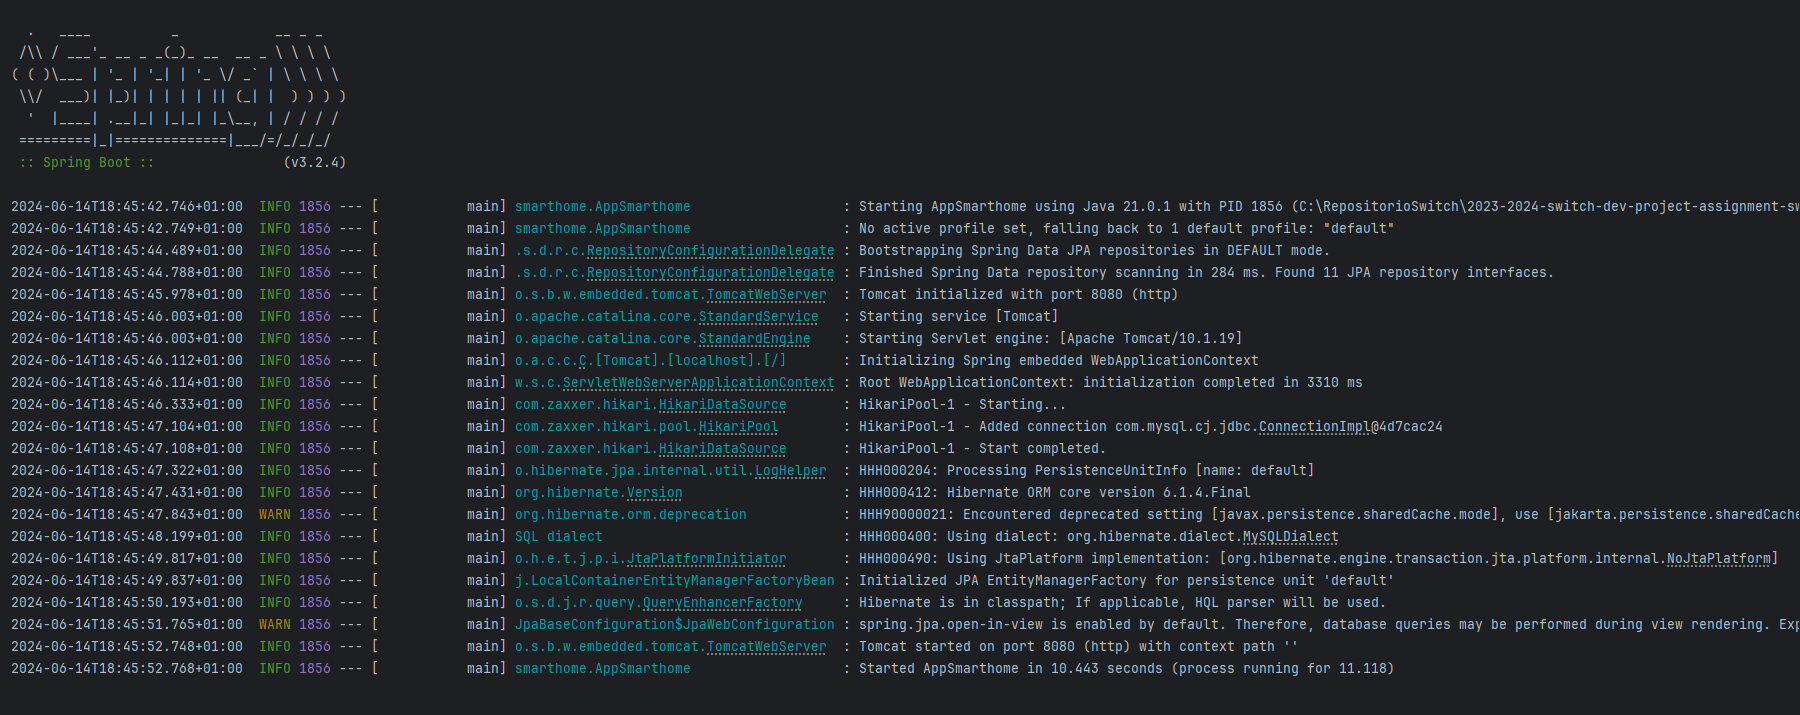 .   ____          _            __ _ _
 /\\ / ___'_ __ _ _(_)_ __  __ _ \ \ \ \
( ( )\___ | '_ | '_| | '_ \/ _` | \ \ \ \
 \\/  ___)| |_)| | | | | || (_| |  ) ) ) )
  '  |____| .__|_| |_|_| |_\__, | / / / /
 =========|_|==============|___/=/_/_/_/
 :: Spring Boot ::                (v3.2.4)
2024-06-14T18:45:42.746+01:00  INFO 1856 --- [           main] smarthome.AppSmarthome                   : Starting AppSmarthome using Java 21.0.1 with PID 1856 (C:\RepositorioSwitch\2023-2024-switch-dev-project-assignment-sw
2024-06-14T18:45:42.749+01:00  INFO 1856 --- [           main] smarthome.AppSmarthome                   : No active profile set, falling back to 1 default profile: "default"
2024-06-14T18:45:44.489+01:00  INFO 1856 --- [           main] .s.d.r.c.RepositoryConfigurationDelegate : Bootstrapping Spring Data JPA repositories in DEFAULT mode.
2024-06-14T18:45:44.788+01:00  INFO 1856 --- [           main] .s.d.r.c.RepositoryConfigurationDelegate : Finished Spring Data repository scanning in 284 ms. Found 11 JPA repository interfaces.
2024-06-14T18:45:45.978+01:00  INFO 1856 --- [           main] o.s.b.w.embedded.tomcat.TomcatWebServer  : Tomcat initialized with port 8080 (http)
2024-06-14T18:45:46.003+01:00  INFO 1856 --- [           main] o.apache.catalina.core.StandardService   : Starting service [Tomcat]
2024-06-14T18:45:46.003+01:00  INFO 1856 --- [           main] o.apache.catalina.core.StandardEngine    : Starting Servlet engine: [Apache Tomcat/10.1.19]
2024-06-14T18:45:46.112+01:00  INFO 1856 --- [           main] o.a.c.c.C.[Tomcat].[localhost].[/]       : Initializing Spring embedded WebApplicationContext
2024-06-14T18:45:46.114+01:00  INFO 1856 --- [           main] w.s.c.ServletWebServerApplicationContext : Root WebApplicationContext: initialization completed in 3310 ms
2024-06-14T18:45:46.333+01:00  INFO 1856 --- [           main] com.zaxxer.hikari.HikariDataSource       : HikariPool-1 - Starting...
2024-06-14T18:45:47.104+01:00  INFO 1856 --- [           main] com.zaxxer.hikari.pool.HikariPool        : HikariPool-1 - Added connection com.mysql.cj.jdbc.ConnectionImpl@4d7cac24
2024-06-14T18:45:47.108+01:00  INFO 1856 --- [           main] com.zaxxer.hikari.HikariDataSource       : HikariPool-1 - Start completed.
2024-06-14T18:45:47.322+01:00  INFO 1856 --- [           main] o.hibernate.jpa.internal.util.LogHelper  : HHH000204: Processing PersistenceUnitInfo [name: default]
2024-06-14T18:45:47.431+01:00  INFO 1856 --- [           main] org.hibernate.Version                    : HHH000412: Hibernate ORM core version 6.1.4.Final
2024-06-14T18:45:47.843+01:00  WARN 1856 --- [           main] org.hibernate.orm.deprecation            : HHH90000021: Encountered deprecated setting [javax.persistence.sharedCache.mode], use [jakarta.persistence.sharedCache
2024-06-14T18:45:48.199+01:00  INFO 1856 --- [           main] SQL dialect                              : HHH000400: Using dialect: org.hibernate.dialect.MySQLDialect
2024-06-14T18:45:49.817+01:00  INFO 1856 --- [           main] o.h.e.t.j.p.i.JtaPlatformInitiator       : HHH000490: Using JtaPlatform implementation: [org.hibernate.engine.transaction.jta.platform.internal.NoJtaPlatform]
2024-06-14T18:45:49.837+01:00  INFO 1856 --- [           main] j.LocalContainerEntityManagerFactoryBean : Initialized JPA EntityManagerFactory for persistence unit 'default'
2024-06-14T18:45:50.193+01:00  INFO 1856 --- [           main] o.s.d.j.r.query.QueryEnhancerFactory     : Hibernate is in classpath; If applicable, HQL parser will be used.
2024-06-14T18:45:51.765+01:00  WARN 1856 --- [           main] JpaBaseConfiguration$JpaWebConfiguration : spring.jpa.open-in-view is enabled by default. Therefore, database queries may be performed during view rendering. Exp
2024-06-14T18:45:52.748+01:00  INFO 1856 --- [           main] o.s.b.w.embedded.tomcat.TomcatWebServer  : Tomcat started on port 8080 (http) with context path ''
2024-06-14T18:45:52.768+01:00  INFO 1856 --- [           main] smarthome.AppSmarthome                   : Started AppSmarthome in 10.443 seconds (process running for 11.118)